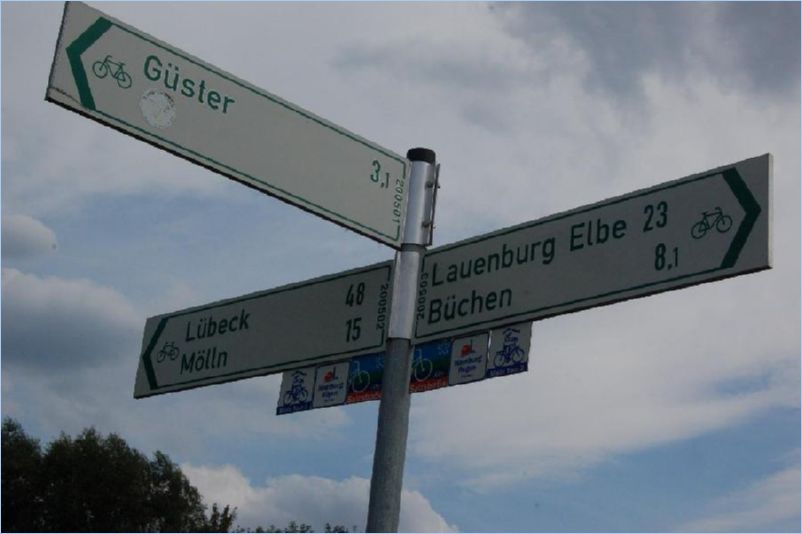 Güster
3,1
200501
Lauenburg Elbe 23
Büchen 8,1
200503
Lübeck 48
Mölln 15
200502